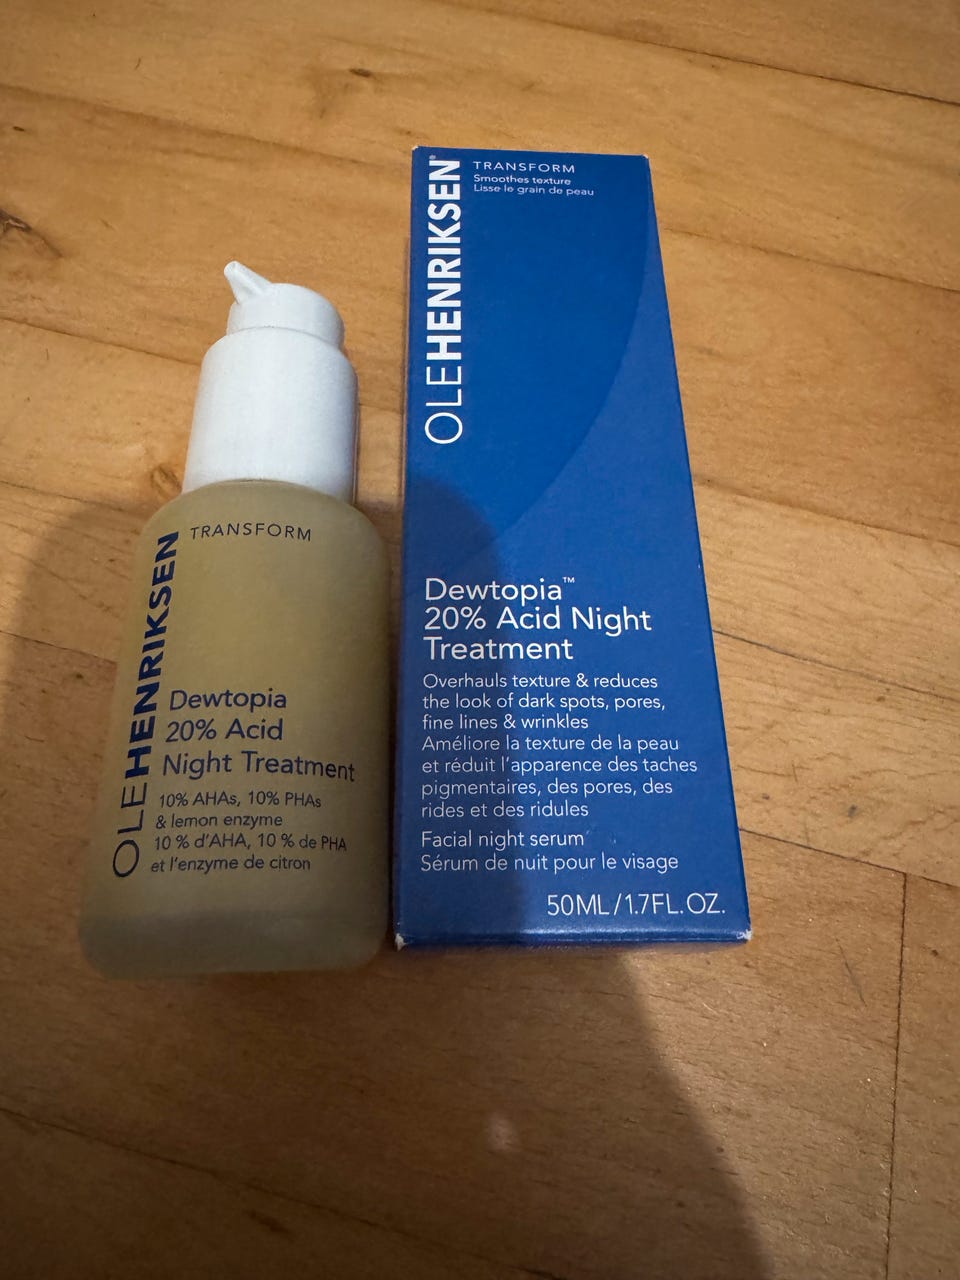 OLEHENRIKSEN
TRANSFORM
Dewtopia
20% Acid
Night Treatment
10% AHAs, 10% PHAs
& lemon enzyme
10 % d'AHA, 10 % de PHA
et l'enzyme de citron
OLEHENRIKSEN®
TRANSFORM
Smoothes texture
Lisse le grain de peau
Dewtopia™
20% Acid Night
Treatment
Overhauls texture & reduces
the look of dark spots, pores,
fine lines & wrinkles
Améliore la texture de la peau
et réduit l'apparence des taches
pigmentaires, des pores, des
rides et des ridules
Facial night serum
Sérum de nuit pour le visage
50ML/1.7FL.OZ.